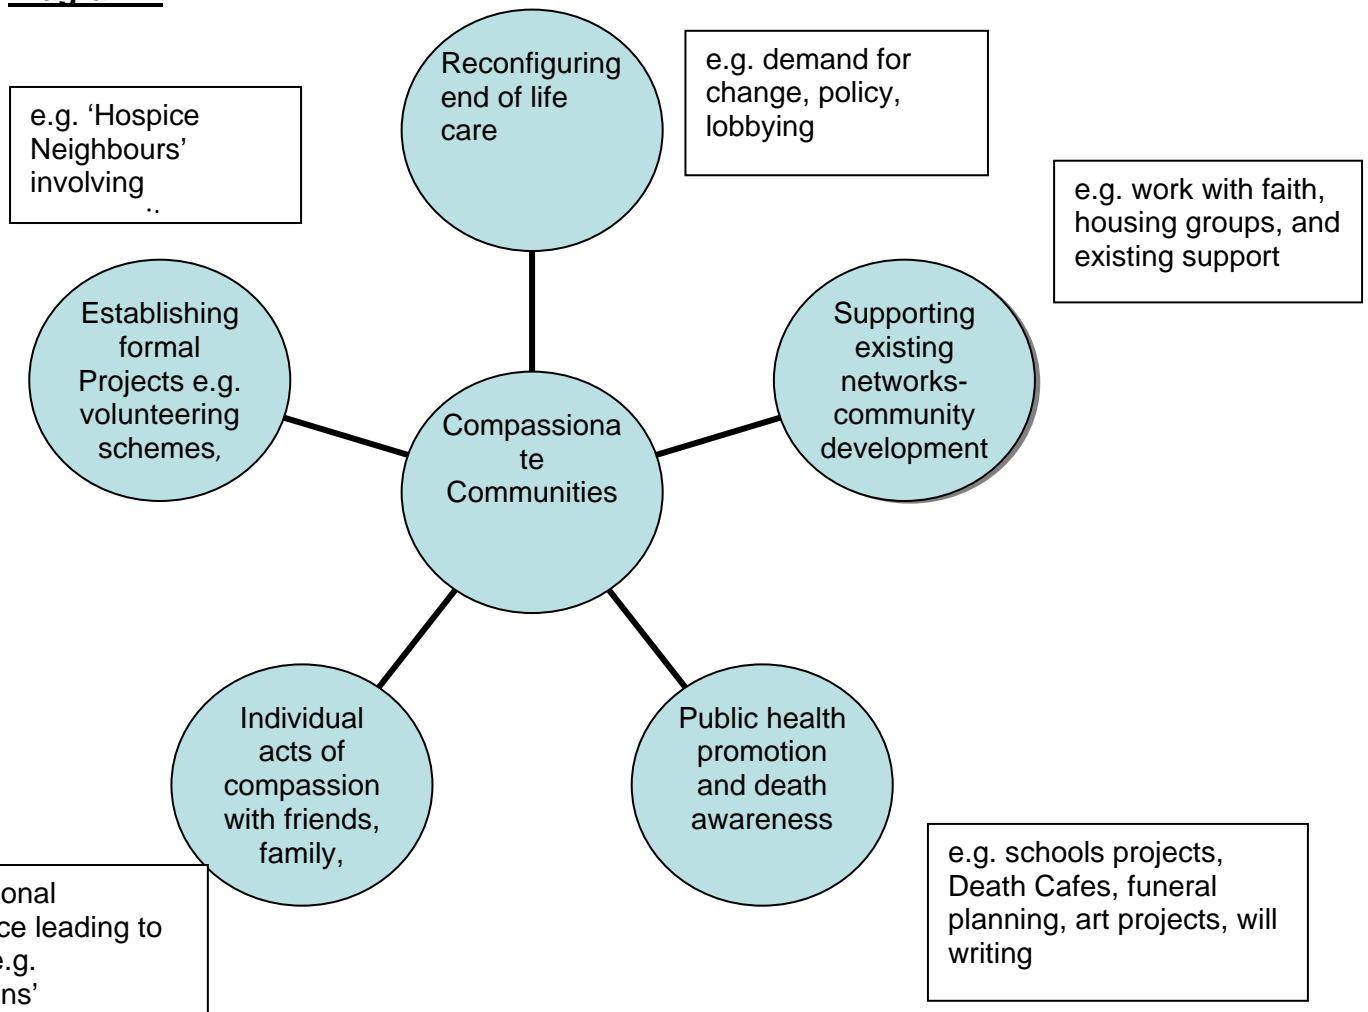 Reconfiguring
end of life
care
e.g. demand for
change, policy,
lobbying
e.g. ‘Hospice
Neighbours’
involving
e.g. work with faith,
housing groups, and
existing support
Establishing
formal
Projects e.g.
volunteering
schemes,
Supporting
existing
networks-
community
development
Compassiona
te
Communities
Individual
acts of
compassion
with friends,
family,
Public health
promotion
and death
awareness
e.g. schools projects,
Death Cafes, funeral
planning, art projects, will
writing
onal
ce leading to
e.g.
ns’